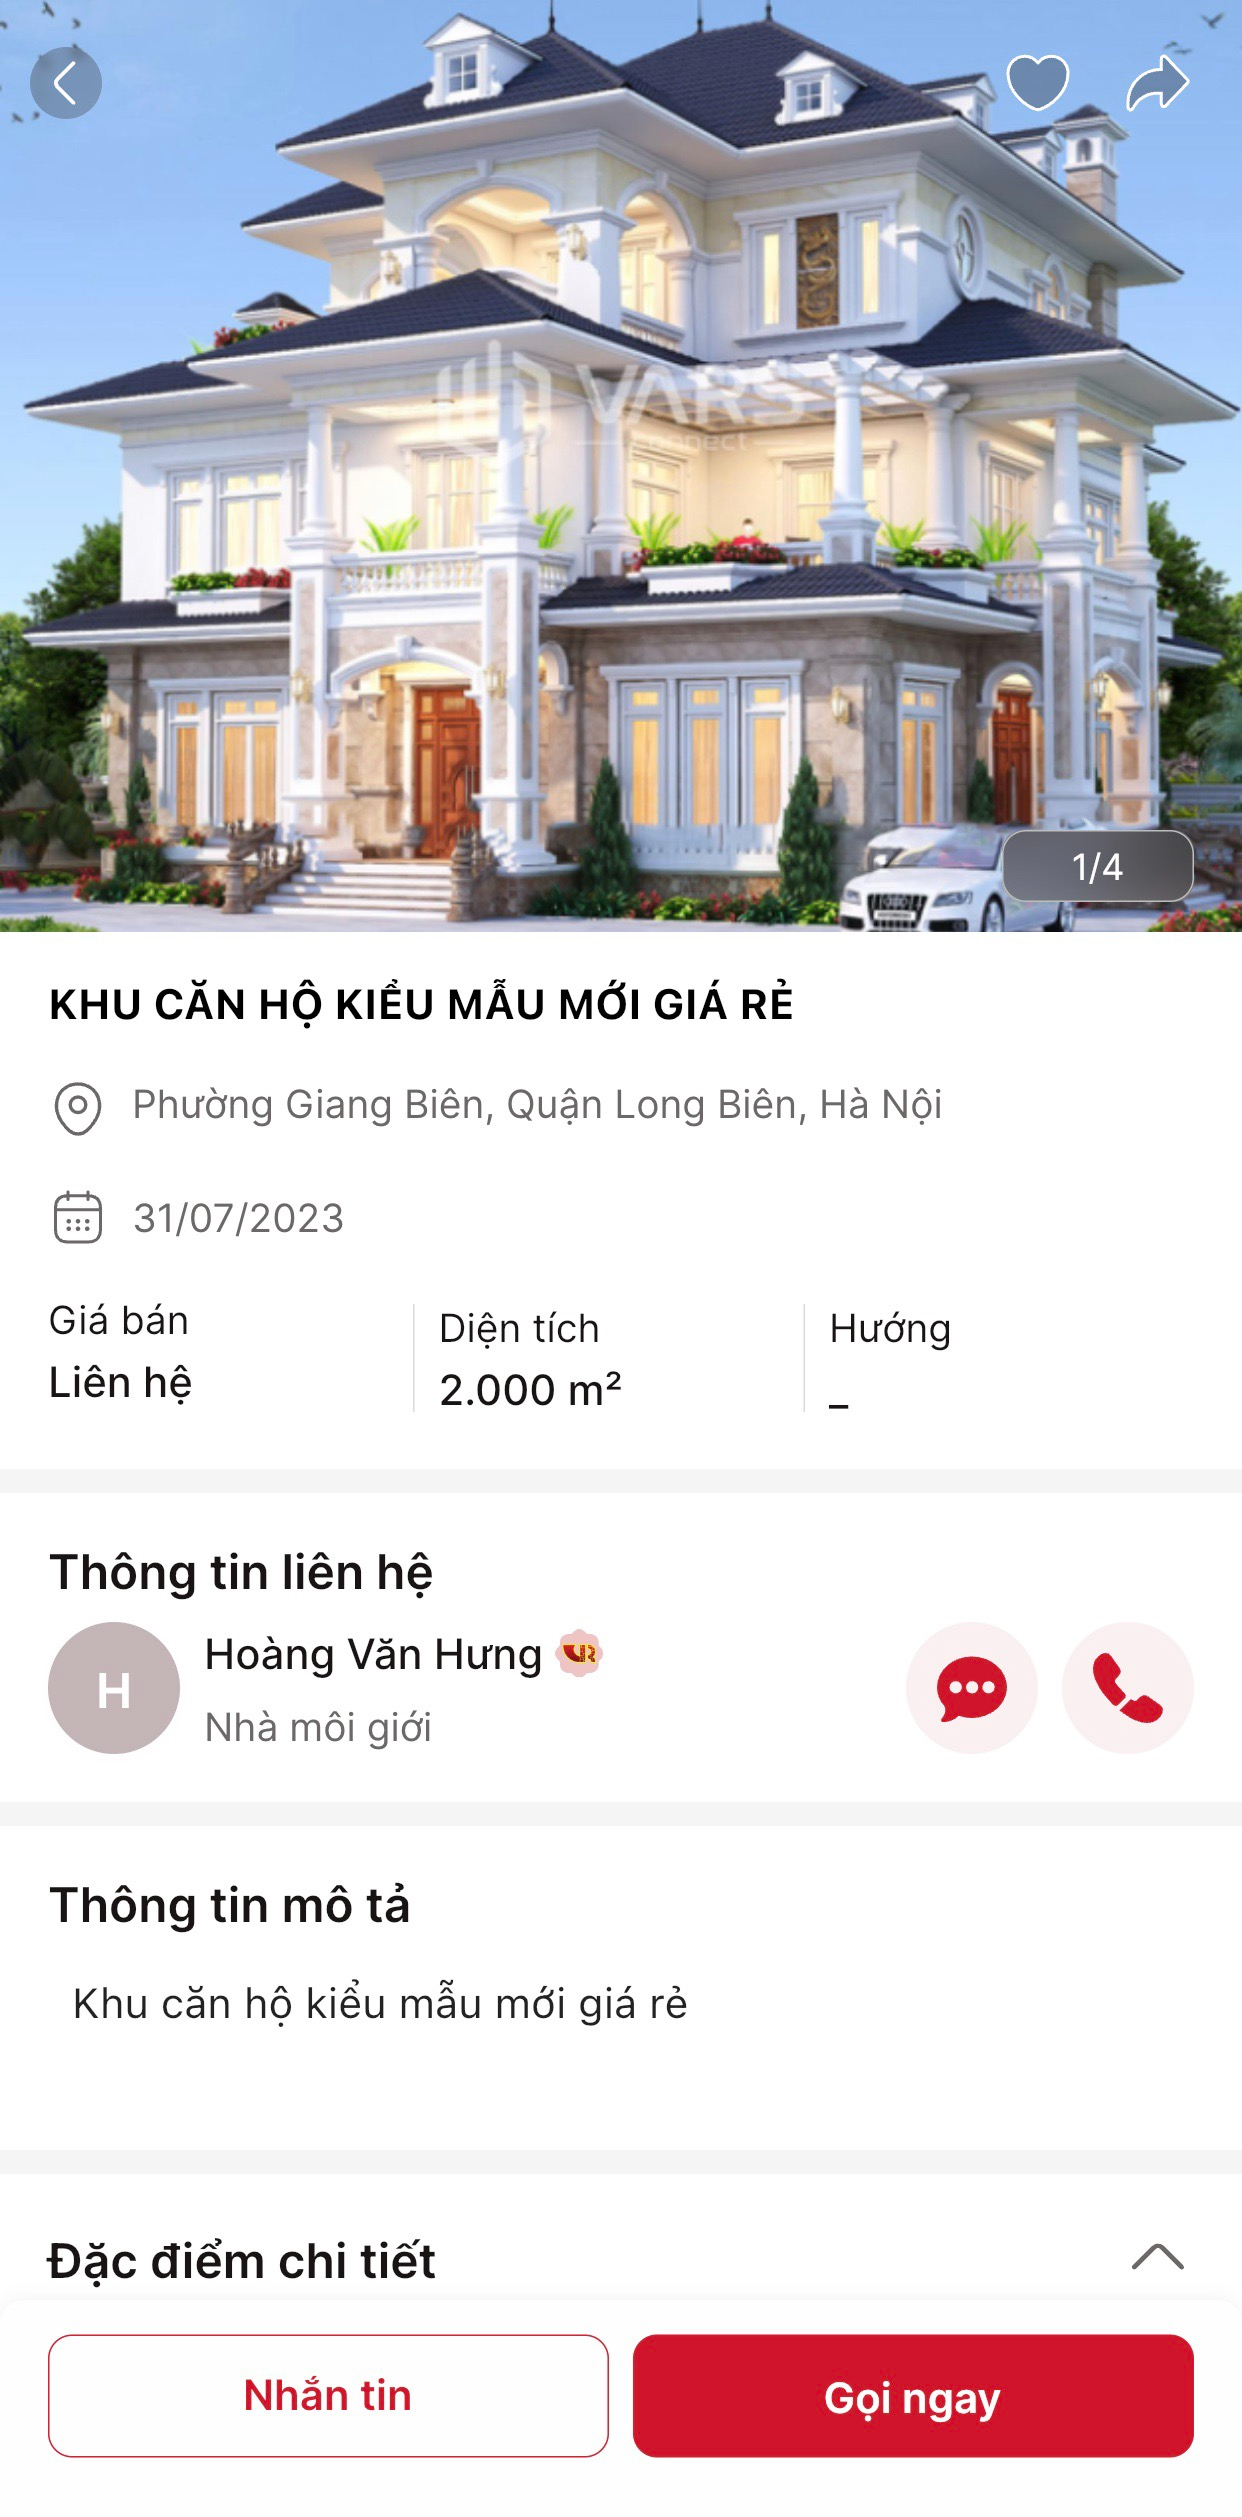 VARS
connect
1/4
KHU CĂN HỘ KIỂU MẪU MỚI GIÁ RẺ
Phường Giang Biên, Quận Long Biên, Hà Nội
31/07/2023
Giá bán
Liên hệ
Diện tích
2.000 m²
Hướng
_
Thông tin liên hệ
H
Hoàng Văn Hưng
Nhà môi giới
Thông tin mô tả
Khu căn hộ kiểu mẫu mới giá rẻ
Đặc điểm chi tiết
Nhắn tin
Gọi ngay